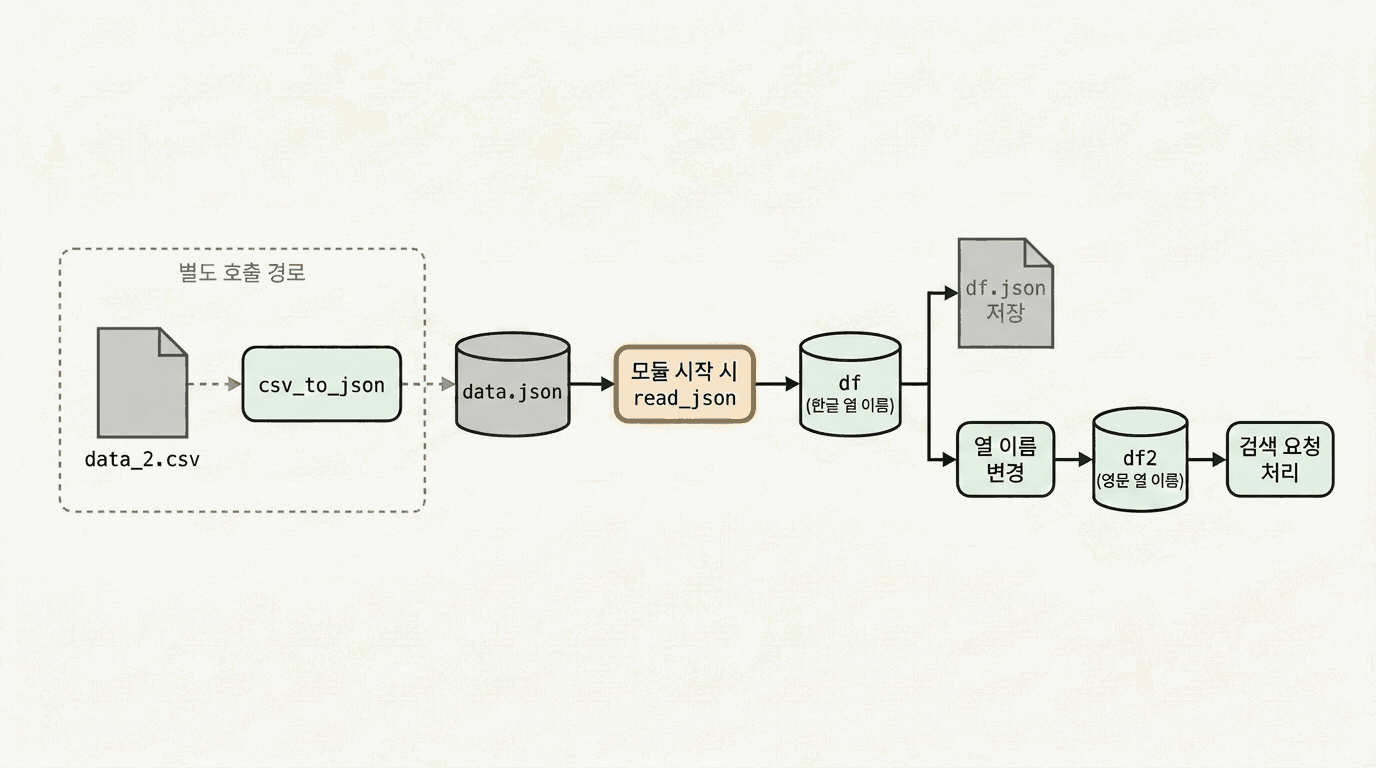 별도 호출 경로
data_2.csv
csv_to_json
data.json
모듈 시작 시
read_json
df
(한글 열 이름)
df.json
저장
열 이름
변경
df2
(영문 열 이름)
검색 요청
처리